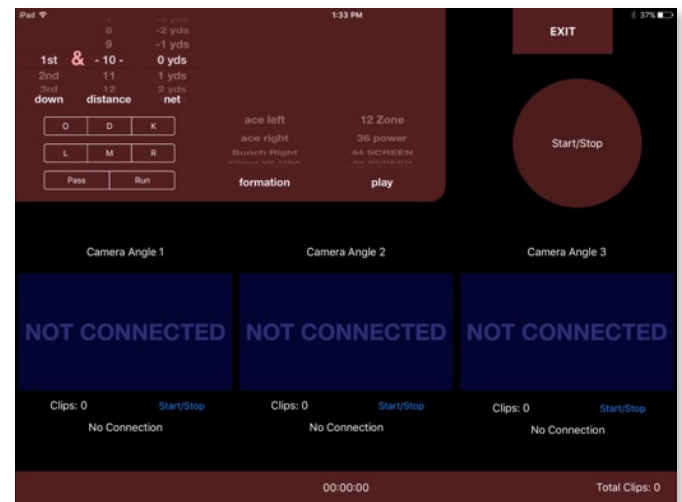 iPad 1:33 PM 37%
EXIT
8 -2 yds
9 -1 yds
1st & - 10 - 0 yds
2nd 11 1 yds
3rd 12 2 yds
down distance net
O D K
L M R
Pass Run
ace left 12 Zone
ace right 36 power
Bunch Right 44 SCREEN
formation play
Start/Stop
Camera Angle 1 Camera Angle 2 Camera Angle 3
NOT CONNECTED NOT CONNECTED NOT CONNECTED
Clips: 0 Start/Stop Clips: 0 Start/Stop Clips: 0 Start/Stop
No Connection No Connection No Connection
00:00:00 Total Clips: 0